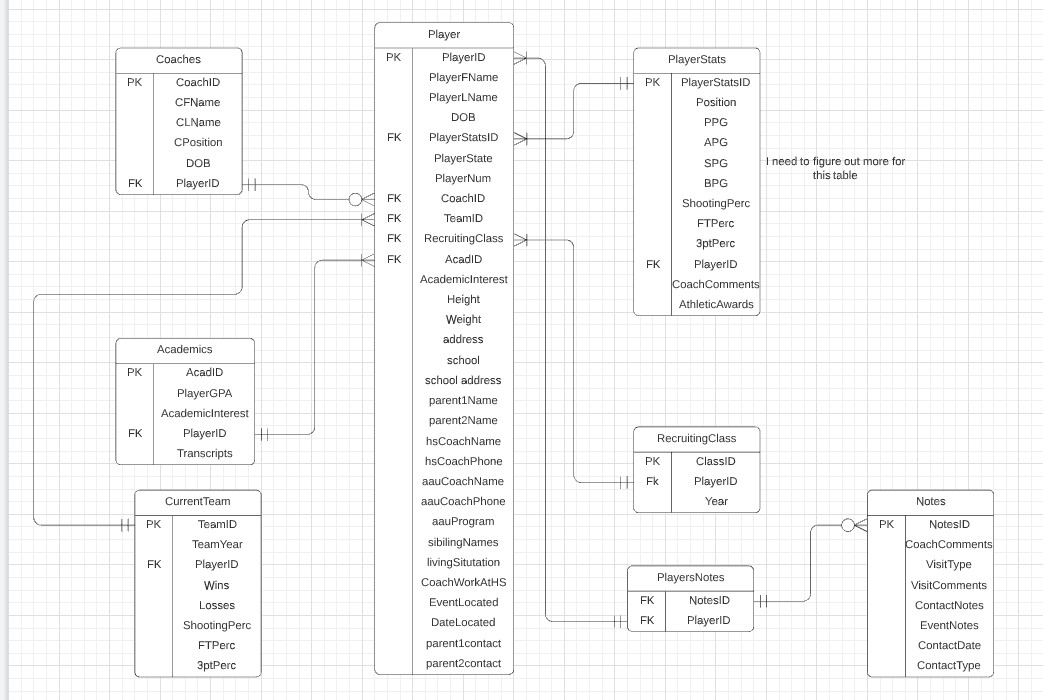 Coaches
PK CoachID
CFName
CLName
CPosition
DOB
FK PlayerID
Player
PK PlayerID
PlayerFName
PlayerLName
DOB
FK PlayerStatsID
PlayerState
PlayerNum
FK CoachID
FK TeamID
FK RecruitingClass
FK AcadID
AcademicInterest
Height
Weight
address
school
school address
parent1Name
parent2Name
hsCoachName
hsCoachPhone
aauCoachName
aauCoachPhone
aauProgram
sibilingNames
livingSitutation
CoachWorkAtHS
EventLocated
DateLocated
parent1contact
parent2contact
PlayerStats
PK PlayerStatsID
Position
PPG
APG
SPG
BPG
ShootingPerc
FTPerc
3ptPerc
FK PlayerID
CoachComments
AthleticAwards
I need to figure out more for
this table
Academics
PK AcadID
PlayerGPA
AcademicInterest
FK PlayerID
Transcripts
CurrentTeam
PK TeamID
TeamYear
FK PlayerID
Wins
Losses
ShootingPerc
FTPerc
3ptPerc
RecruitingClass
PK ClassID
Fk PlayerID
Year
PlayersNotes
FK NotesID
FK PlayerID
Notes
PK NotesID
CoachComments
VisitType
VisitComments
ContactNotes
EventNotes
ContactDate
ContactType